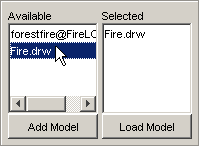 Available Selected
forestfire@FireLC Fire.drw
Fire.drw
Add Model Load Model